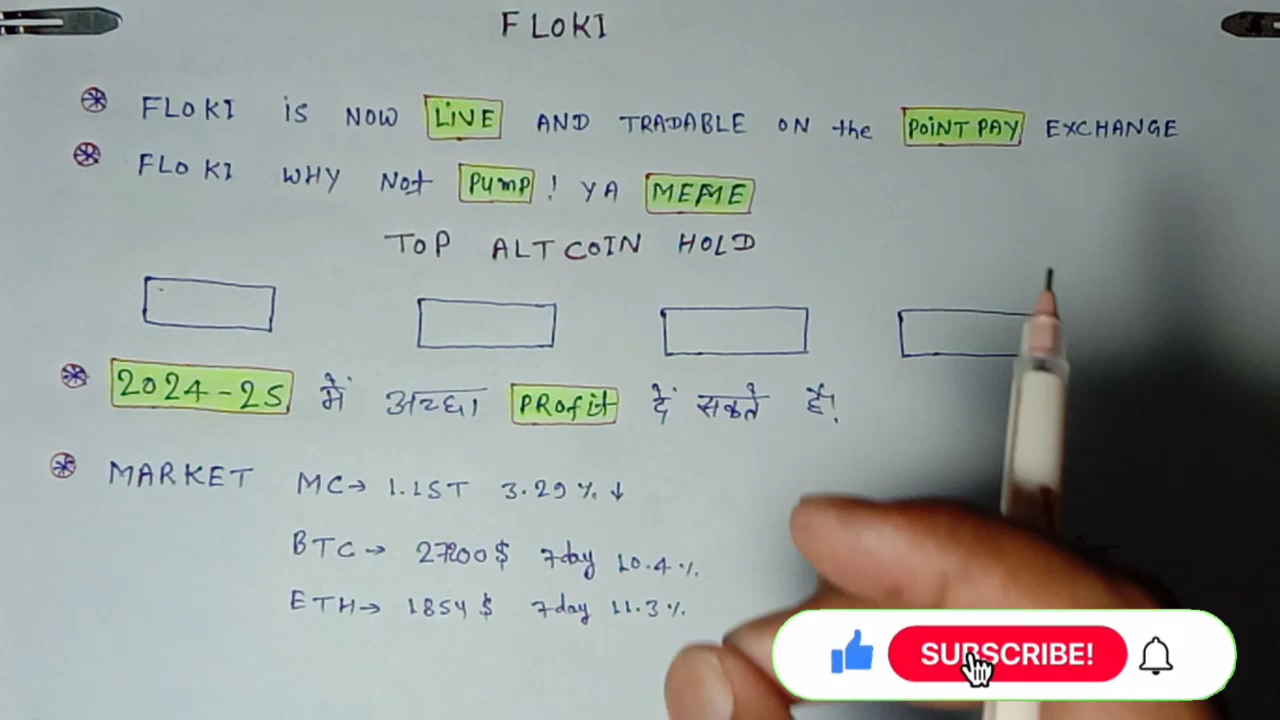 FLOKI
FLOKI is NOW LiVE AND TRADABLE ON the POINT PAY EXCHANGE
FLOKI WHY Not PUMP ! YA MEME
TOP ALTCOIN HOLD
2024-25 में अच्छा PRofit दें सकते है!
MARKET MC→ 1.15T 3.29% ↓
BTC → 27200$ 7day 10.4%
ETH→ 1854$ 7day 11.3%
SUBSCRIBE!